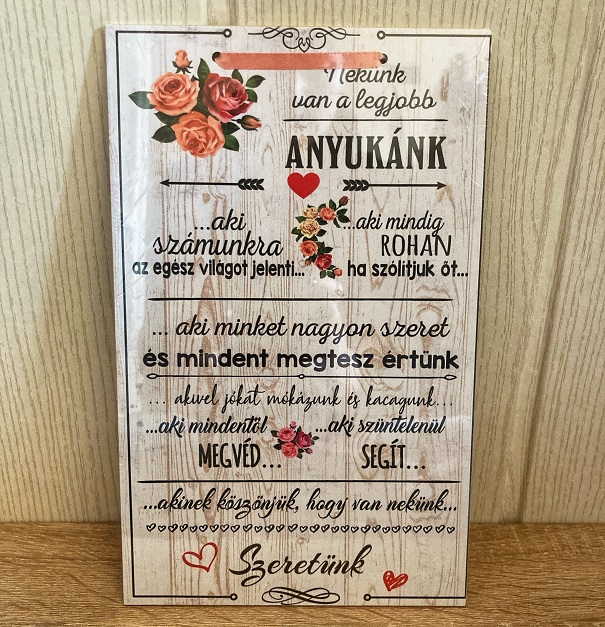 Nekünk
van a legjobb
ANYUKÁNK
...aki
számunkra
az egész világot jelenti...
...aki mindig
ROHAN
ha szólítjuk őt...
... aki minket nagyon szeret
és mindent megtesz értünk
... akivel jókat mókázunk és kacagunk...
...aki mindentől
MEGVÉD...
...aki szüntelenül
SEGÍT...
...akinek köszönjük, hogy van nekünk...
Szeretünk